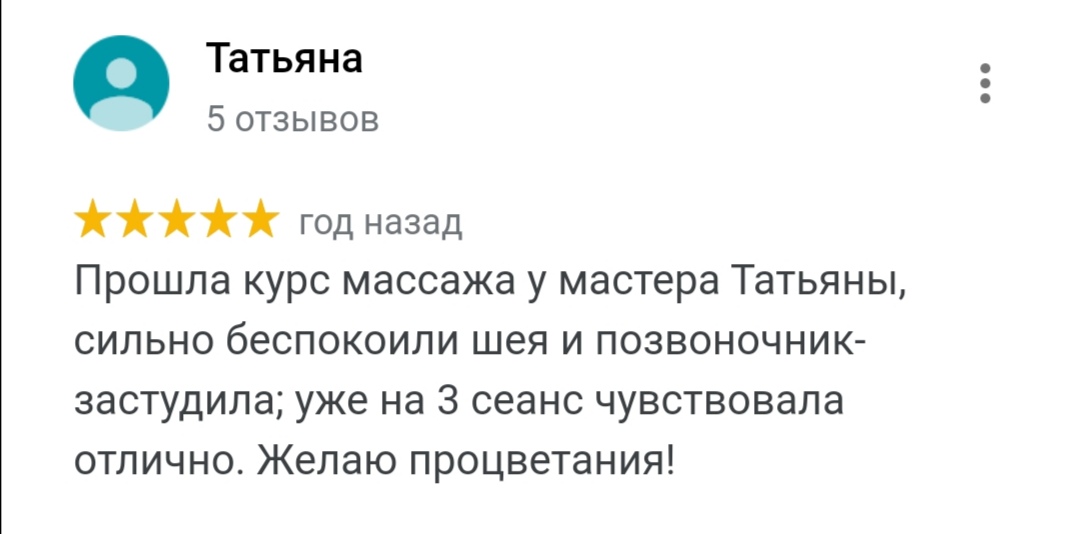 Татьяна
5 отзывов
год назад
Прошла курс массажа у мастера Татьяны,
сильно беспокоили шея и позвоночник-
застудила; уже на 3 сеанс чувствовала
отлично. Желаю процветания!